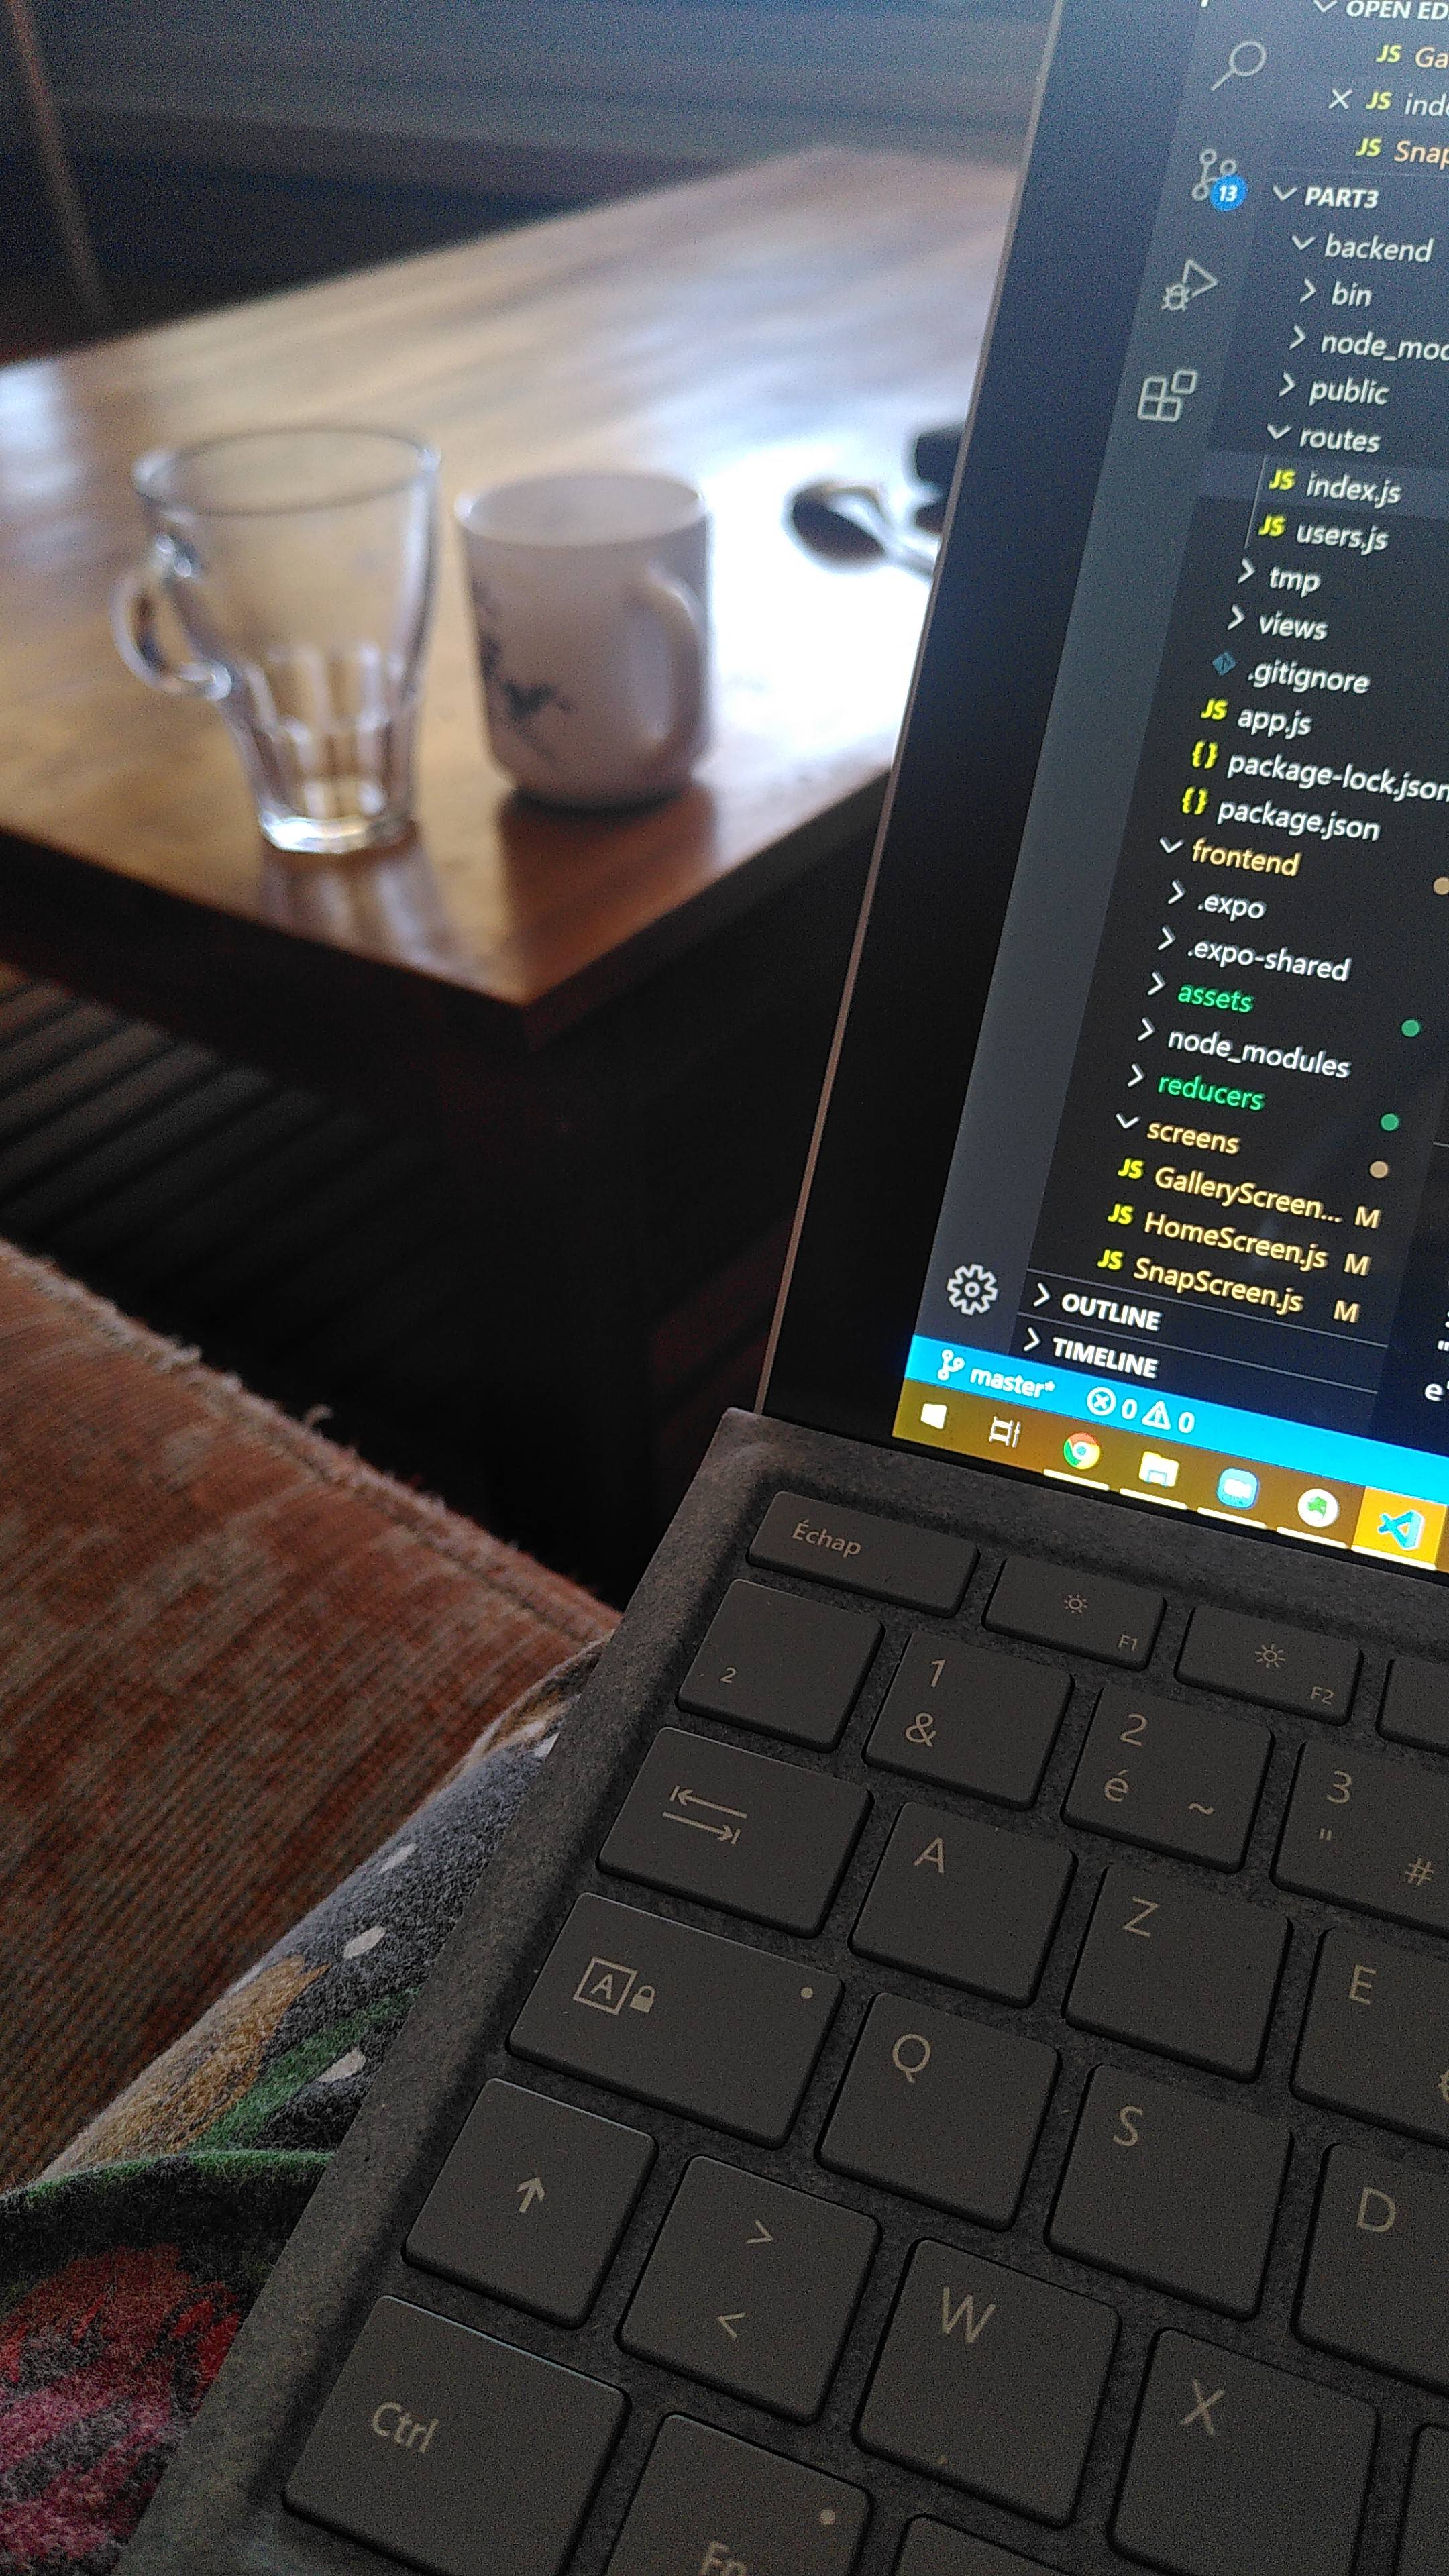 OPEN ED
JS Ga
JS ind
JS Snap
13
PART3
backend
bin
node_mod
public
routes
JS index.js
JS users.js
tmp
views
.gitignore
JS app.js
{} package-lock.json
{} package.json
frontend
.expo
.expo-shared
assets
node_modules
reducers
screens
JS GalleryScreen... M
JS HomeScreen.js M
JS SnapScreen.js M
OUTLINE
TIMELINE
master* 0 0
Échap
F1
F2
2
1
&
2
é ~
3
" #
A
Z
E
A
Q
S
D
>
<
W
X
Ctrl
Fn